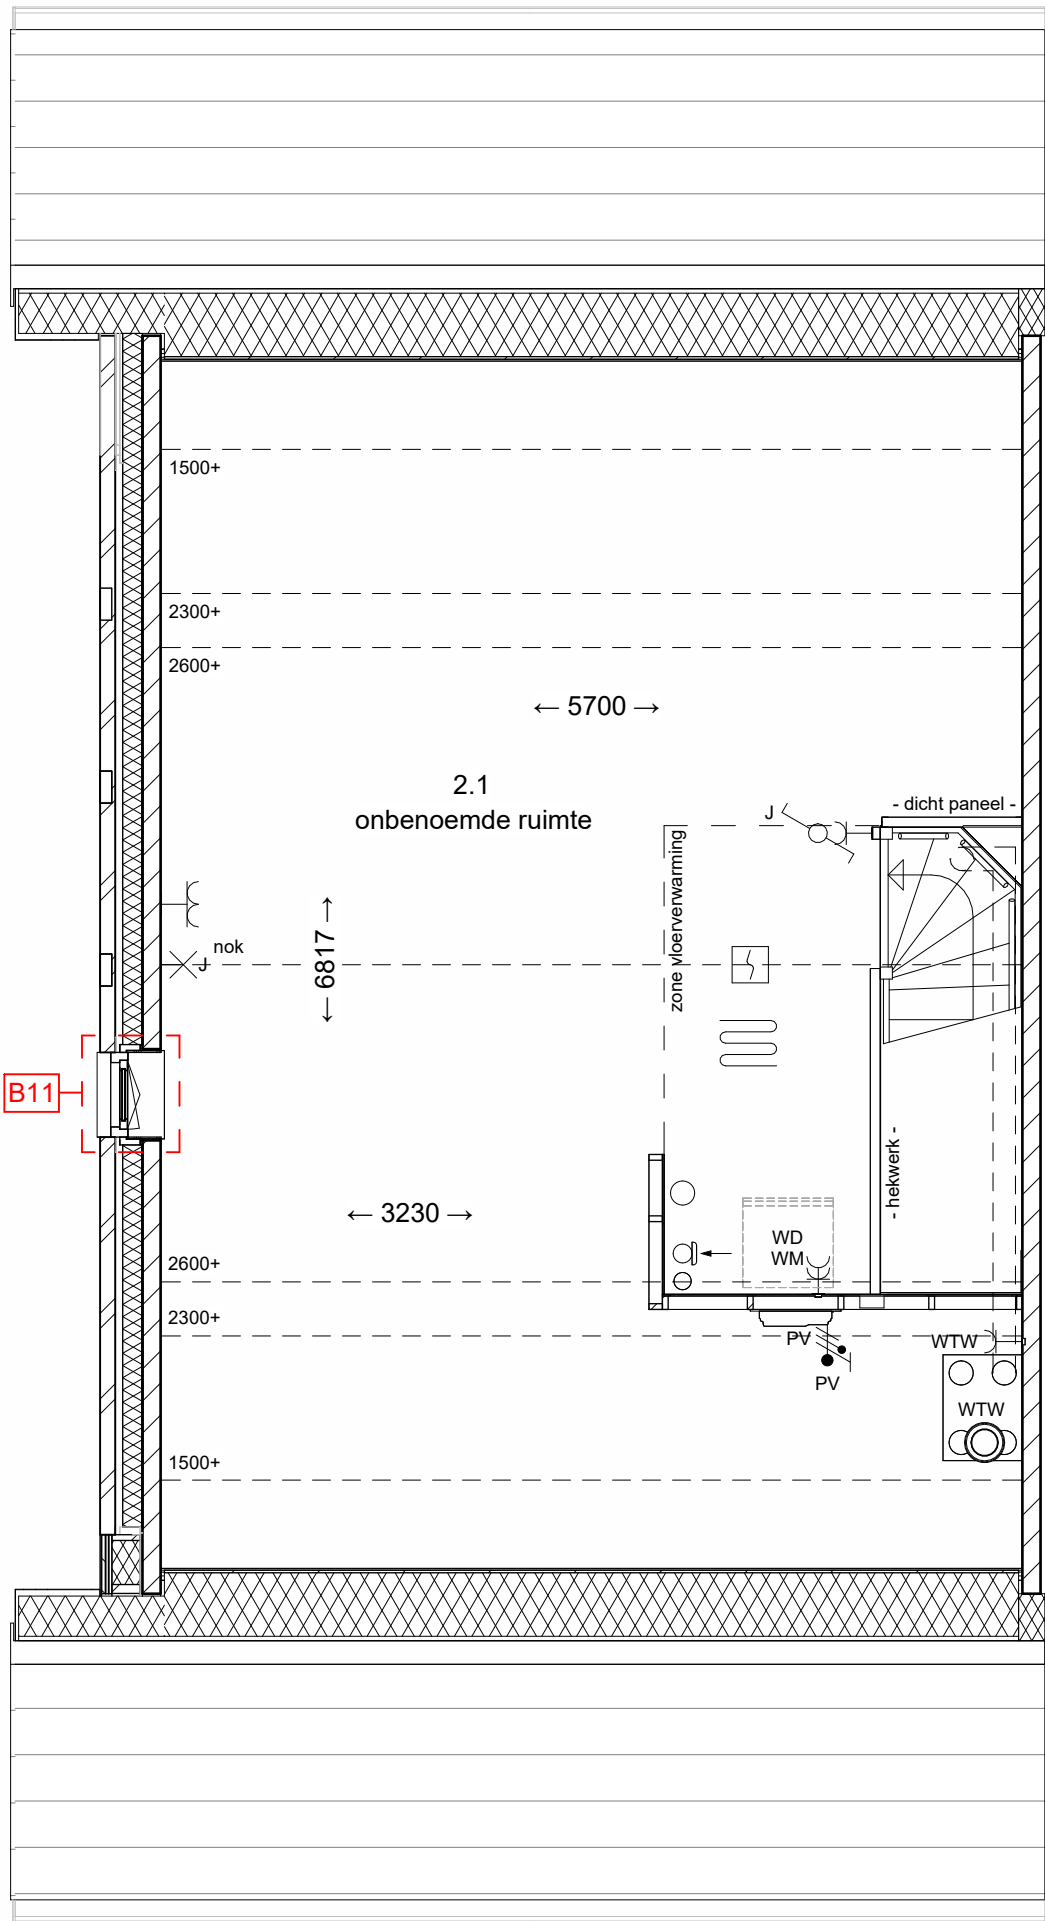 1500+
2300+
2600+
← 5700 →
2.1
onbenoemde ruimte
- dicht paneel -
J
zone vloerverwarming
← 6817 →
nok
J
B11
- hekwerk -
← 3230 →
WD
WM
2600+
2300+
PV
WTW
PV
WTW
1500+